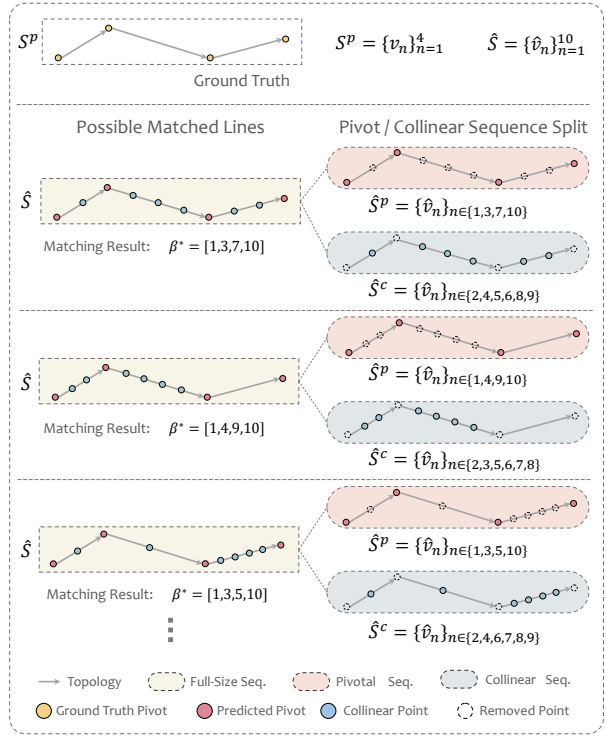 S^p
S^p = {v_n}_{n=1}^4
Ŝ = {v̂_n}_{n=1}^{10}
Ground Truth
Possible Matched Lines
Pivot / Collinear Sequence Split
Ŝ
Ŝ^p = {v̂_n}_{n∈{1,3,7,10}}
Matching Result: β* = [1,3,7,10]
Ŝ^c = {v̂_n}_{n∈{2,4,5,6,8,9}}
Ŝ
Ŝ^p = {v̂_n}_{n∈{1,4,9,10}}
Matching Result: β* = [1,4,9,10]
Ŝ^c = {v̂_n}_{n∈{2,3,5,6,7,8}}
Ŝ
Ŝ^p = {v̂_n}_{n∈{1,3,5,10}}
Matching Result: β* = [1,3,5,10]
Ŝ^c = {v̂_n}_{n∈{2,4,6,7,8,9}}
Topology Full-Size Seq. Pivotal Seq. Collinear Seq.
Ground Truth Pivot Predicted Pivot Collinear Point Removed Point